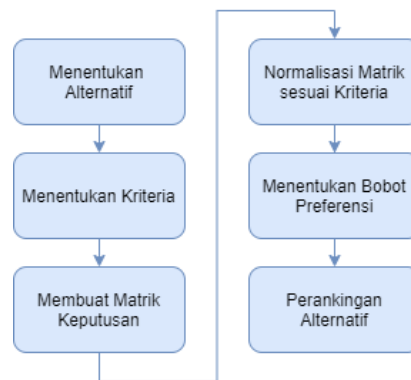 Menentukan
Alternatif
Menentukan Kriteria
Membuat Matrik
Keputusan
Normalisasi Matrik
sesuai Kriteria
Menentukan Bobot
Preferensi
Perankingan
Alternatif